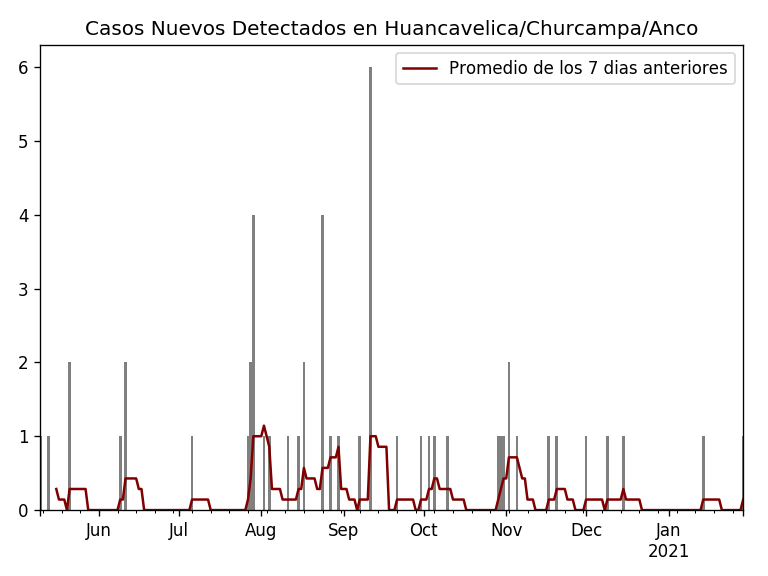 Casos Nuevos Detectados en Huancavelica/Churcampa/Anco
Promedio de los 7 dias anteriores
6
5
4
3
2
1
0
Jun Jul Aug Sep Oct Nov Dec Jan
2021